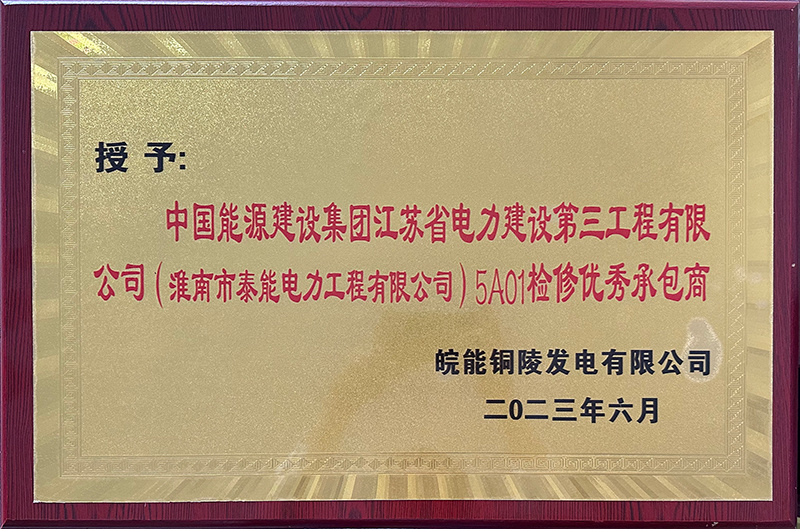 授予:
中国能源建设集团江苏省电力建设第三工程有限
公司(淮南市泰能电力工程有限公司)5A01检修优秀承包商
皖能铜陵发电有限公司
二〇二三年六月